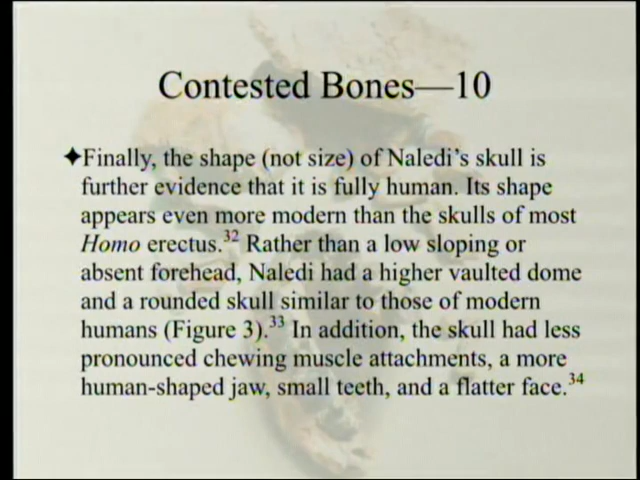 Contested Bones—10
✦Finally, the shape (not size) of Naledi's skull is
further evidence that it is fully human. Its shape
appears even more modern than the skulls of most
Homo erectus.32 Rather than a low sloping or
absent forehead, Naledi had a higher vaulted dome
and a rounded skull similar to those of modern
humans (Figure 3).33 In addition, the skull had less
pronounced chewing muscle attachments, a more
human-shaped jaw, small teeth, and a flatter face.34